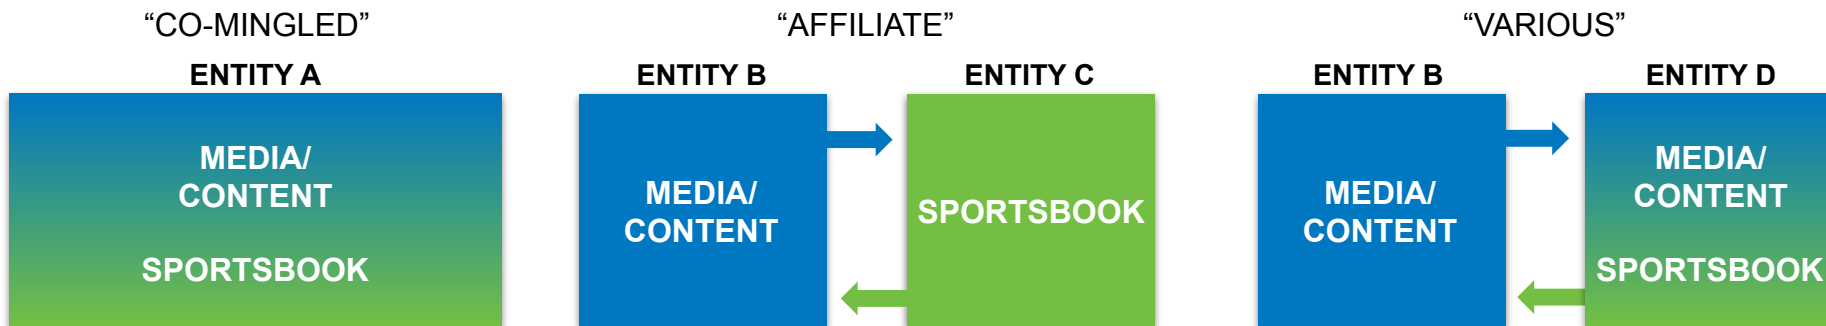 “CO-MINGLED”
ENTITY A
MEDIA/
CONTENT
SPORTSBOOK
“AFFILIATE”
ENTITY B
MEDIA/
CONTENT
ENTITY C
SPORTSBOOK
“VARIOUS”
ENTITY B
MEDIA/
CONTENT
ENTITY D
MEDIA/
CONTENT
SPORTSBOOK